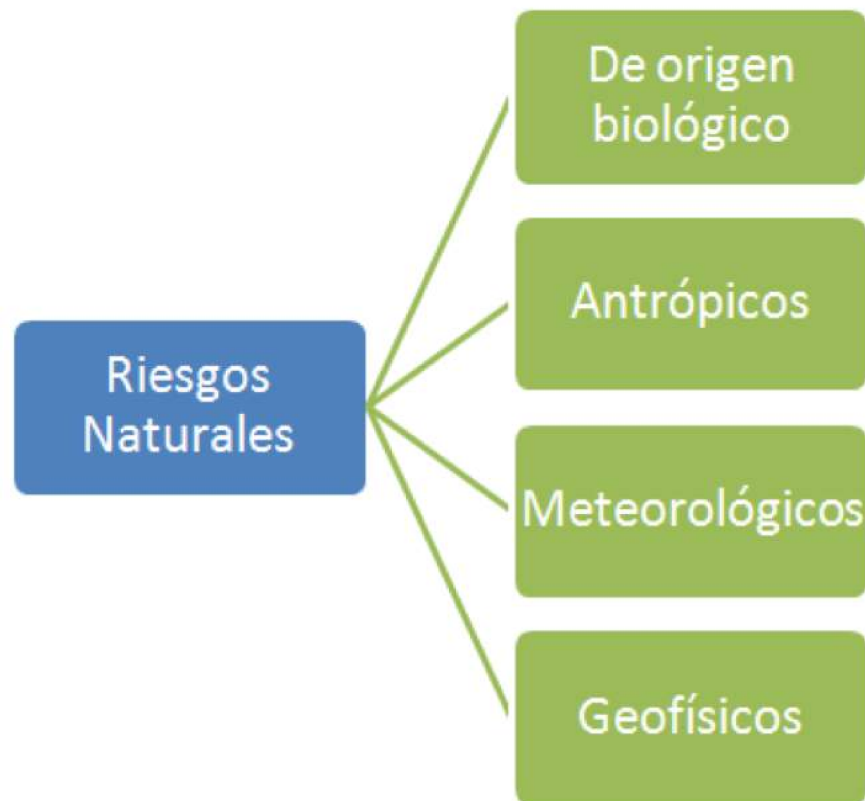 Riesgos
Naturales
De origen
biológico
Antrópicos
Meteorológicos
Geofísicos